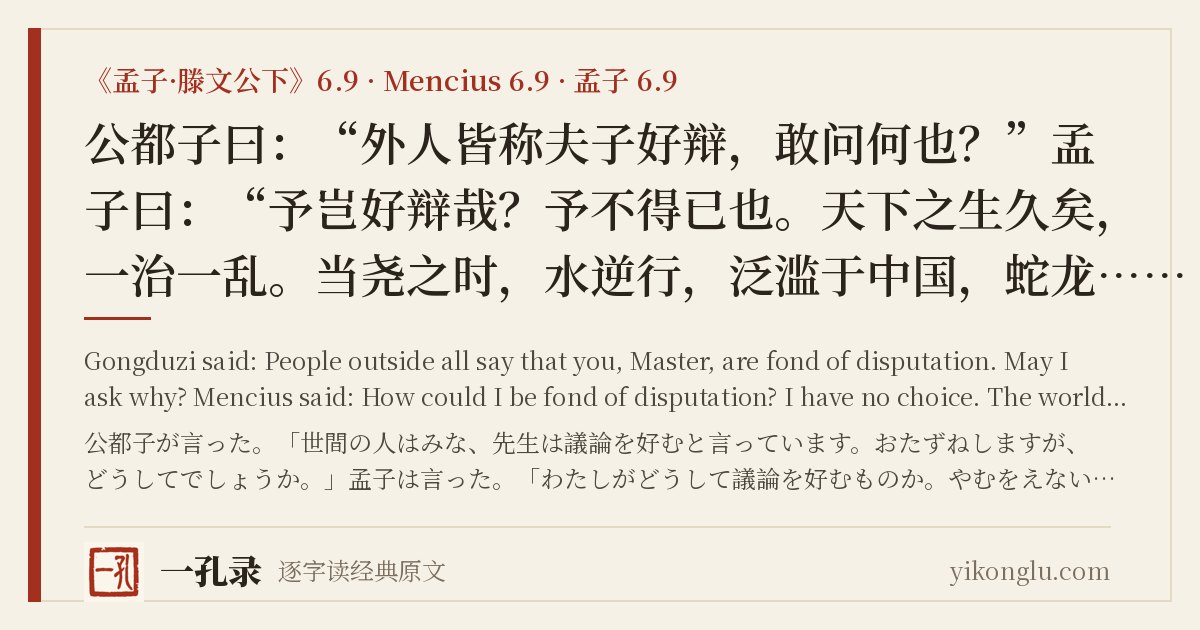 《孟子·滕文公下》6.9 · Mencius 6.9 · 孟子 6.9
公都子曰：“外人皆称夫子好辩，敢问何也？”孟
子曰：“予岂好辩哉？予不得已也。天下之生久矣，
一治一乱。当尧之时，水逆行，泛滥于中国，蛇龙……
Gongduzi said: People outside all say that you, Master, are fond of disputation. May I
ask why? Mencius said: How could I be fond of disputation? I have no choice. The world…
公都子が言った。「世間の人はみな、先生は議論を好むと言っています。おたずねしますが、
どうしてでしょうか。」孟子は言った。「わたしがどうして議論を好むものか。やむをえない…
一孔
一孔录 逐字读经典原文 yikonglu.com